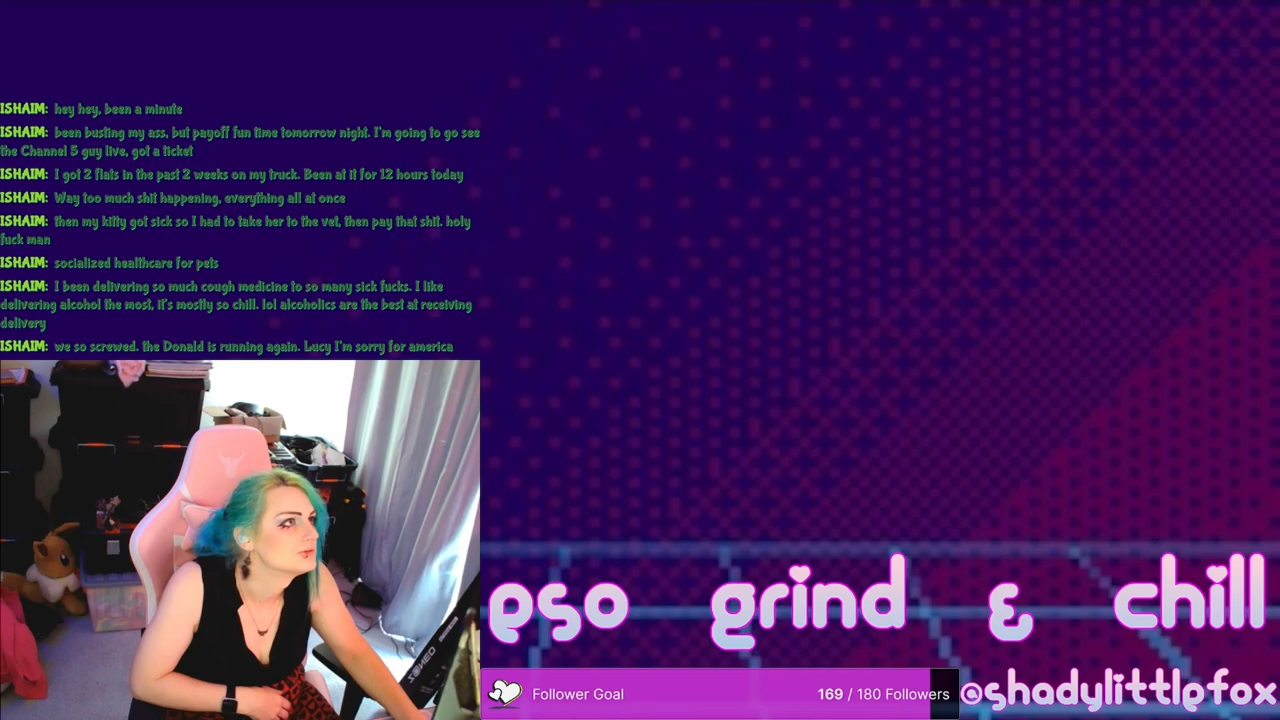 ISHAIM: hey hey, been a minute
ISHAIM: been busting my ass, but payoff fun time tomorrow night. I'm going to go see
the Channel 5 guy live, got a ticket
ISHAIM: I got 2 flats in the past 2 weeks on my truck. Been at it for 12 hours today
ISHAIM: Way too much shit happening, everything all at once
ISHAIM: then my kitty got sick so I had to take her to the vet, then pay that shit. holy
fuck man
ISHAIM: socialized healthcare for pets
ISHAIM: I been delivering so much cough medicine to so many sick fucks. I like
delivering alcohol the most, it's mostly so chill. lol alcoholics are the best at receiving
delivery
ISHAIM: we so screwed. the Donald is running again. Lucy I'm sorry for america
pso grind & chill
Follower Goal 169 / 180 Followers
@shadylittlefox